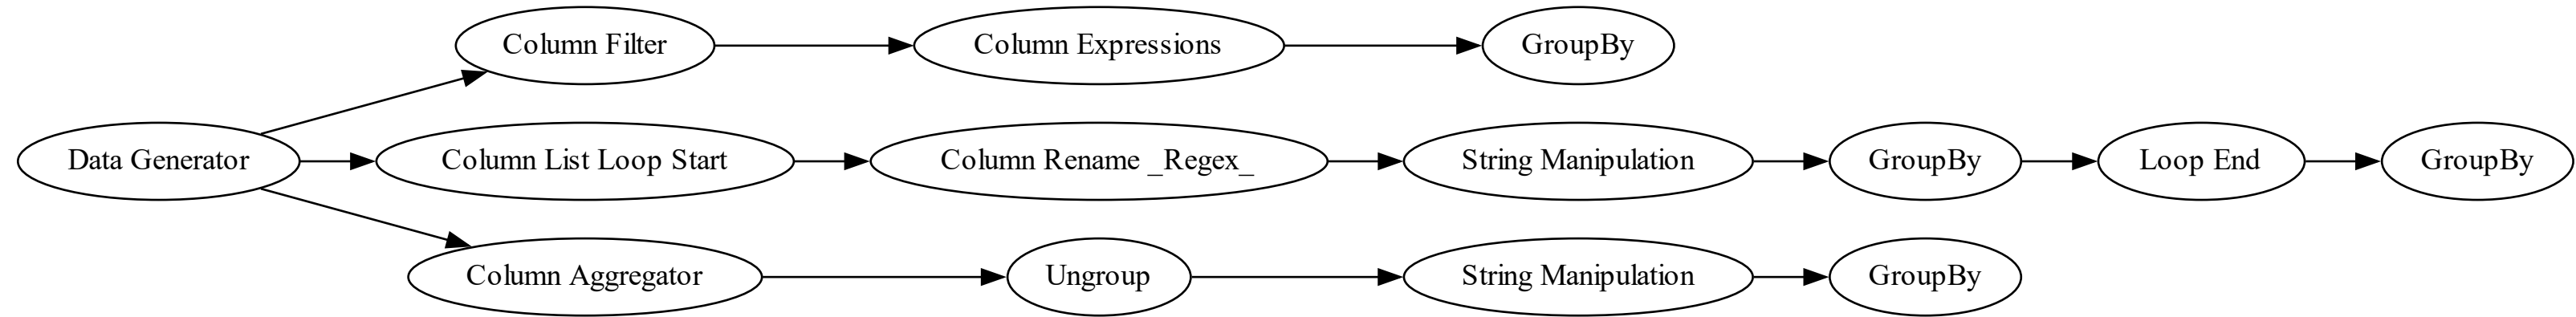 Column Filter
Column Expressions
GroupBy
Data Generator
Column List Loop Start
Column Rename _Regex_
String Manipulation
GroupBy
Loop End
GroupBy
Column Aggregator
Ungroup
String Manipulation
GroupBy